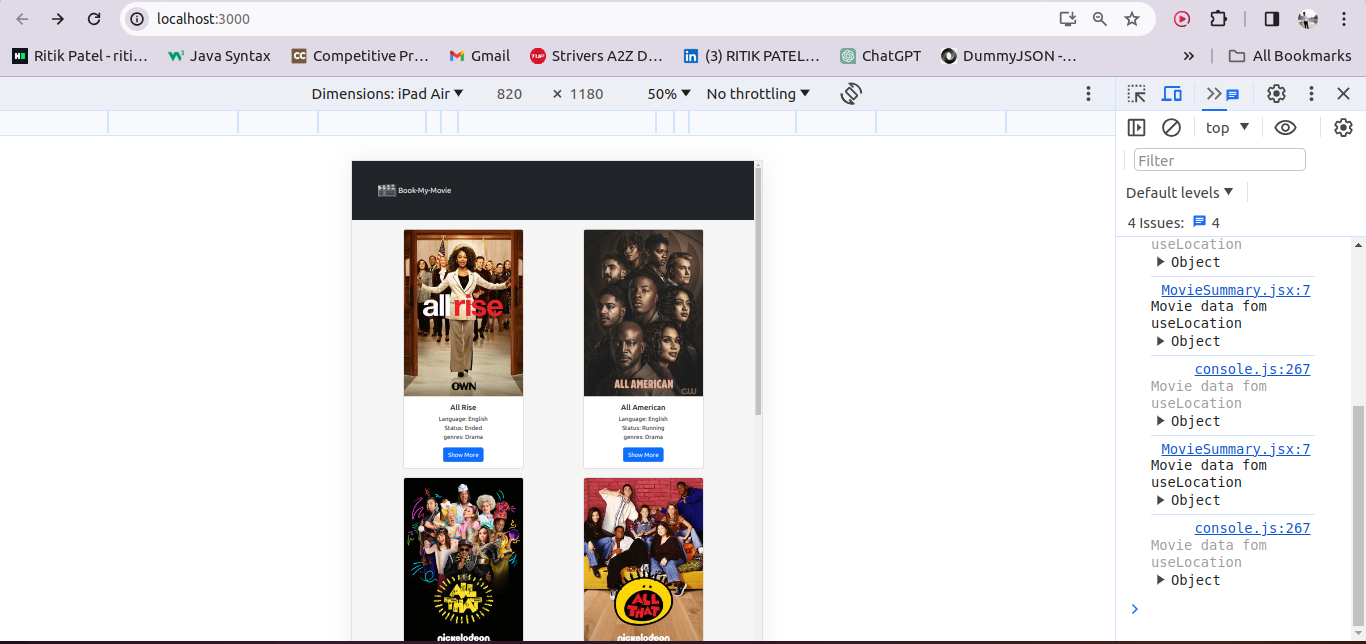 localhost:3000
Ritik Patel - riti…
Java Syntax
CC
Competitive Pr…
Gmail
Strivers A2Z D…
in
(3) RITIK PATEL…
ChatGPT
DummyJSON -…
»
All Bookmarks
Dimensions: iPad Air ▼
820
×
1180
50% ▼
No throttling ▼
top ▼
Filter
Default levels ▼
4 Issues:
4
Book-My-Movie
all rise
OWN
All Rise
Language: English
Status: Ended
genres: Drama
Show More
ALL AMERICAN
CW
All American
Language: English
Status: Running
genres: Drama
Show More
ALL THAT
nickelodeon
ALL THAT
nickelodeon
useLocation
▶ Object
MovieSummary.jsx:7
Movie data fom
useLocation
▶ Object
console.js:267
Movie data fom
useLocation
▶ Object
MovieSummary.jsx:7
Movie data fom
useLocation
▶ Object
console.js:267
Movie data fom
useLocation
▶ Object